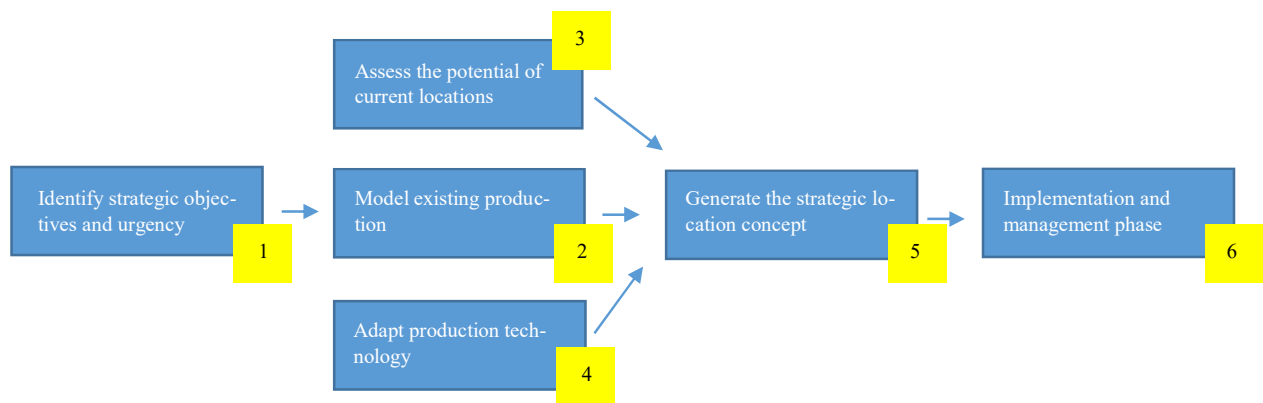 3
Assess the potential of
current locations
Identify strategic objec-
tives and urgency
1
Model existing produc-
tion
2
Generate the strategic lo-
cation concept
5
Implementation and
management phase
6
Adapt production tech-
nology
4